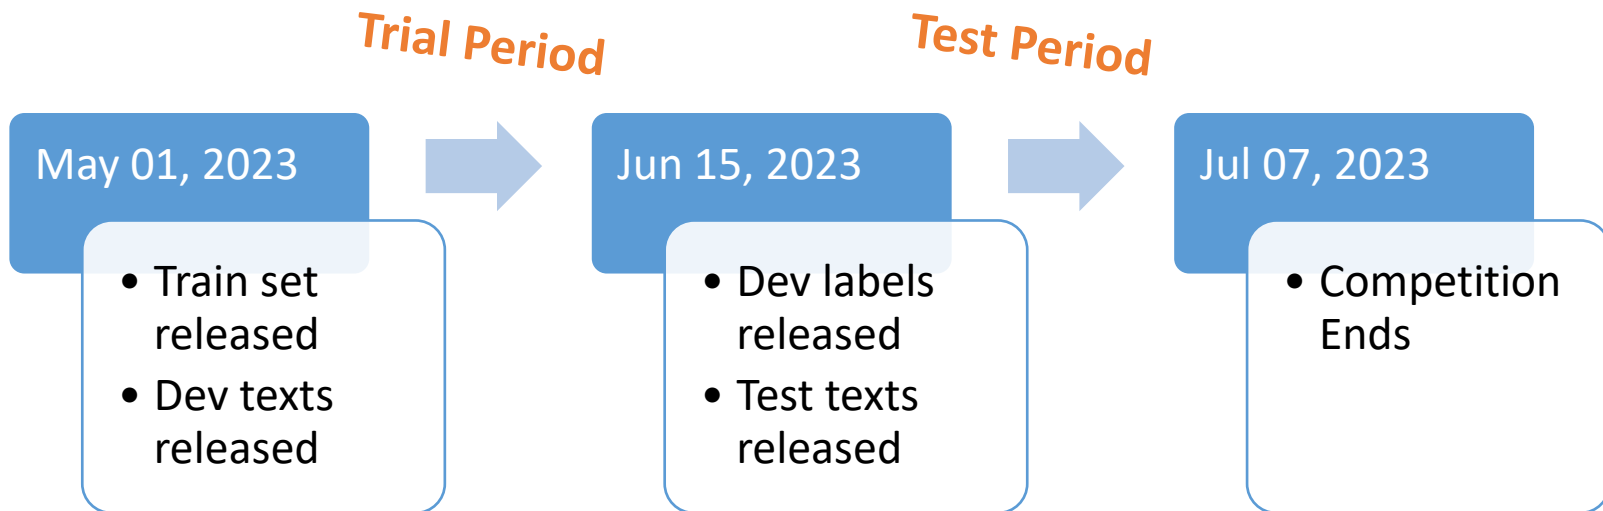 Trial Period
Test Period
May 01, 2023
• Train set
released
• Dev texts
released
Jun 15, 2023
• Dev labels
released
• Test texts
released
Jul 07, 2023
• Competition
Ends